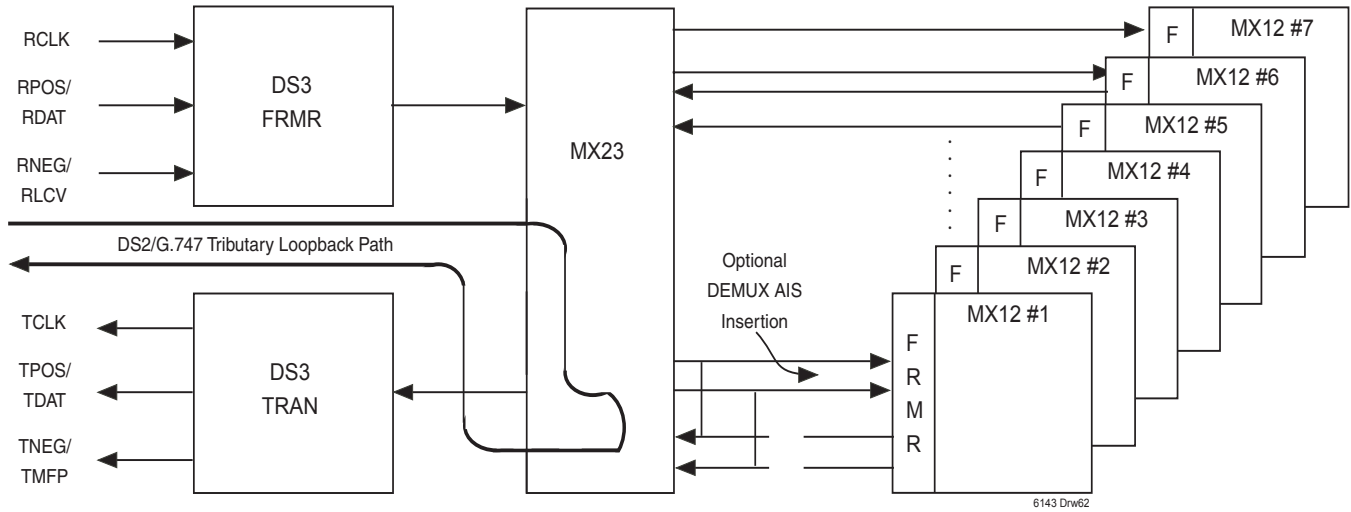 RCLK
RPOS/
RDAT
RNEG/
RLCV
DS3
FRMR
MX23
DS2/G.747 Tributary Loopback Path
TCLK
TPOS/
TDAT
TNEG/
TMFP
DS3
TRAN
Optional
DEMUX AIS
Insertion
F
MX12 #7
F
MX12 #6
F
MX12 #5
F
MX12 #4
F
MX12 #3
F
MX12 #2
F
R
M
R
MX12 #1
6143 Drw62